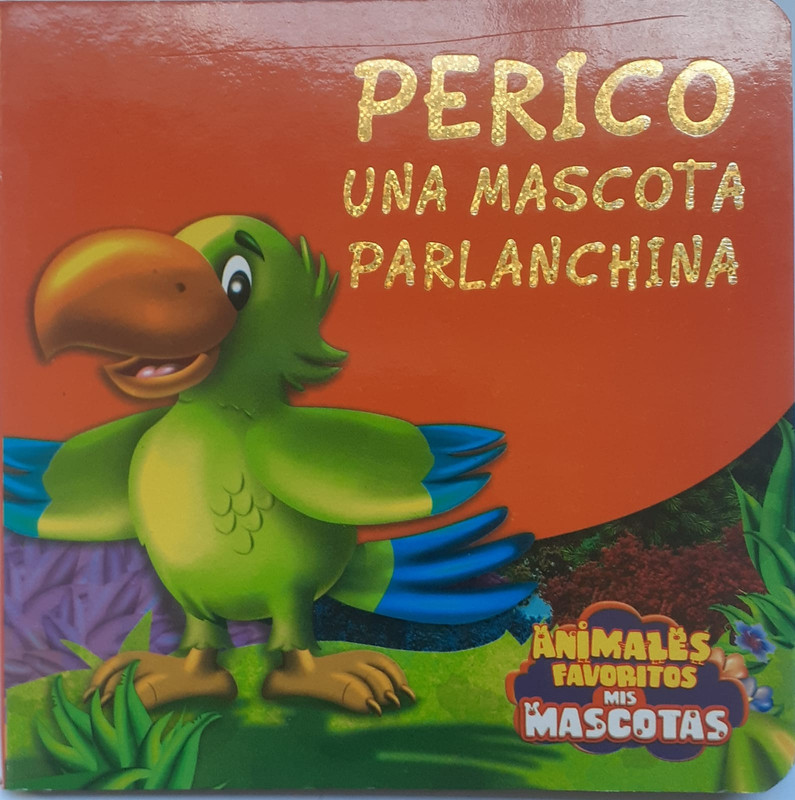 PERICO
UNA MASCOTA
PARLANCHINA
ANIMALES
FAVORITOS
MIS
MASCOTAS